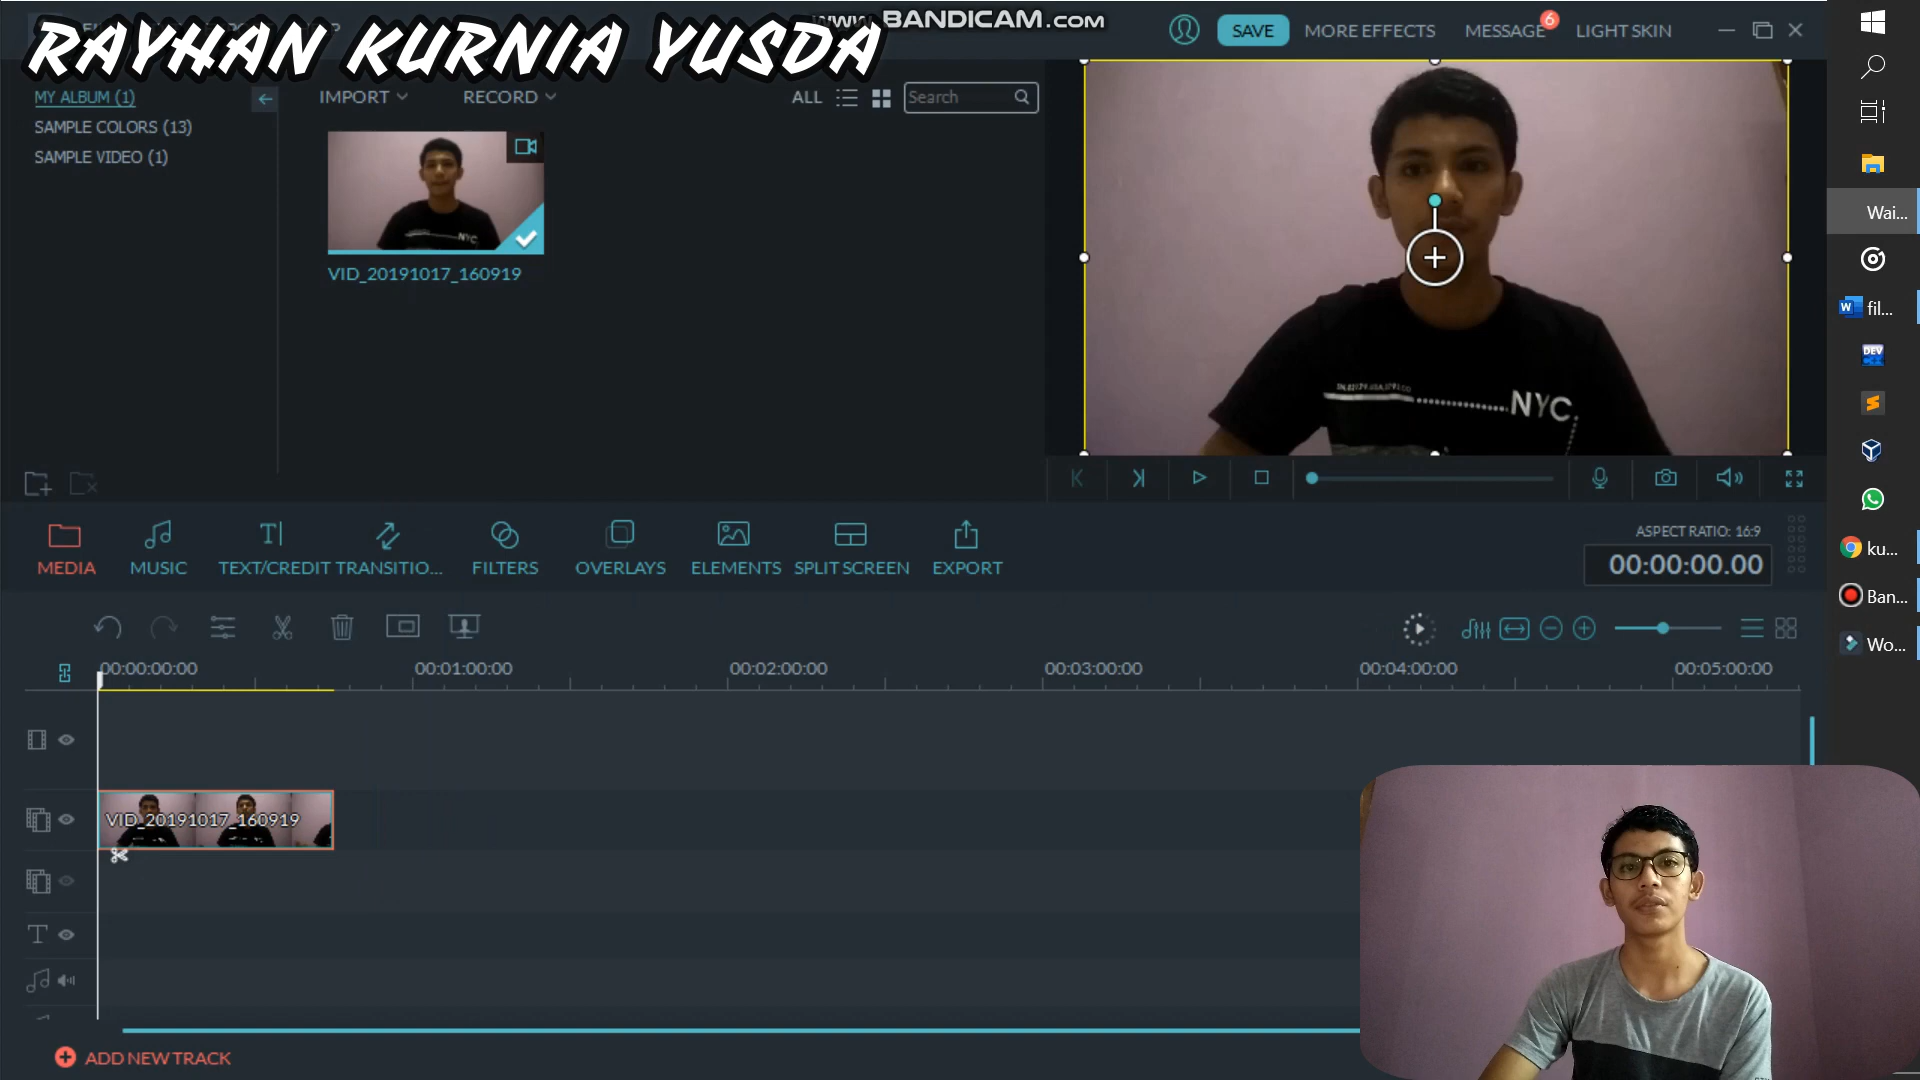 RAYHAN KURNIA YUSDA
www.BANDICAM.com
SAVE
MORE EFFECTS
MESSAGE
6
LIGHT SKIN
MY ALBUM (1)
SAMPLE COLORS (13)
SAMPLE VIDEO (1)
IMPORT
RECORD
ALL
Search
VID_20191017_160919
NYC
NYC
MEDIA
MUSIC
TEXT/CREDIT
TRANSITIO...
FILTERS
OVERLAYS
ELEMENTS
SPLIT SCREEN
EXPORT
ASPECT RATIO: 16:9
00:00:00.00
00:00:00:00
00:01:00:00
00:02:00:00
00:03:00:00
00:04:00:00
00:05:00:00
VID_20191017_160919
ADD NEW TRACK
Wai...
fil...
DEV
ku...
Ban...
Wo...